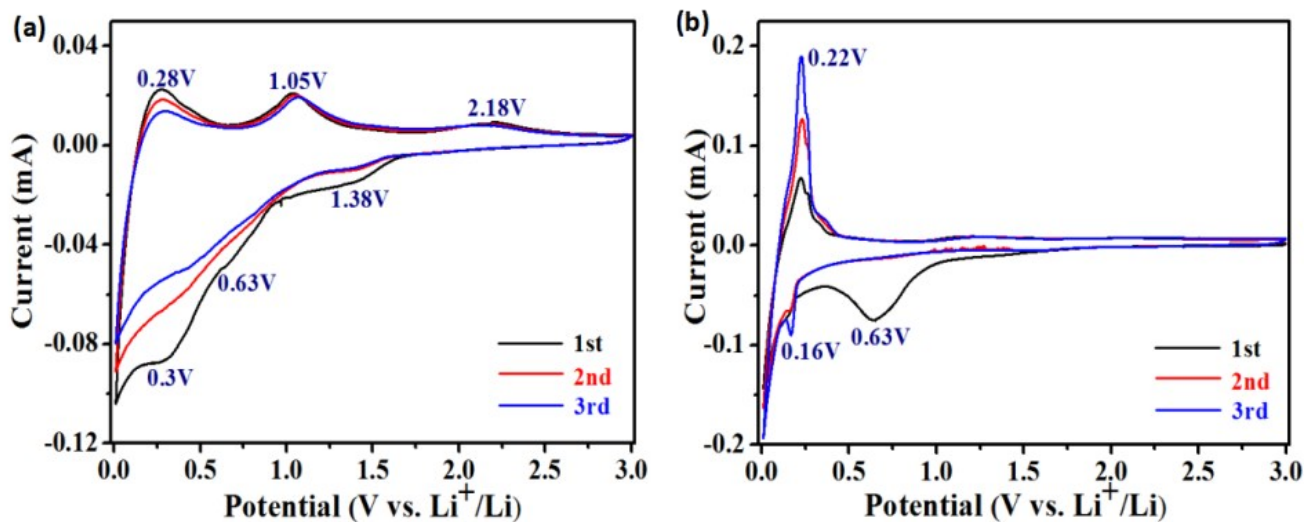 (a)
0.04
0.00
-0.04
-0.08
-0.12
Current (mA)
0.28V
1.05V
2.18V
1.38V
0.63V
0.3V
1st
2nd
3rd
0.0
0.5
1.0
1.5
2.0
2.5
3.0
Potential (V vs. Li⁺/Li)
(b)
0.2
0.1
0.0
-0.1
-0.2
Current (mA)
0.22V
0.16V
0.63V
1st
2nd
3rd
0.0
0.5
1.0
1.5
2.0
2.5
3.0
Potential (V vs. Li⁺/Li)